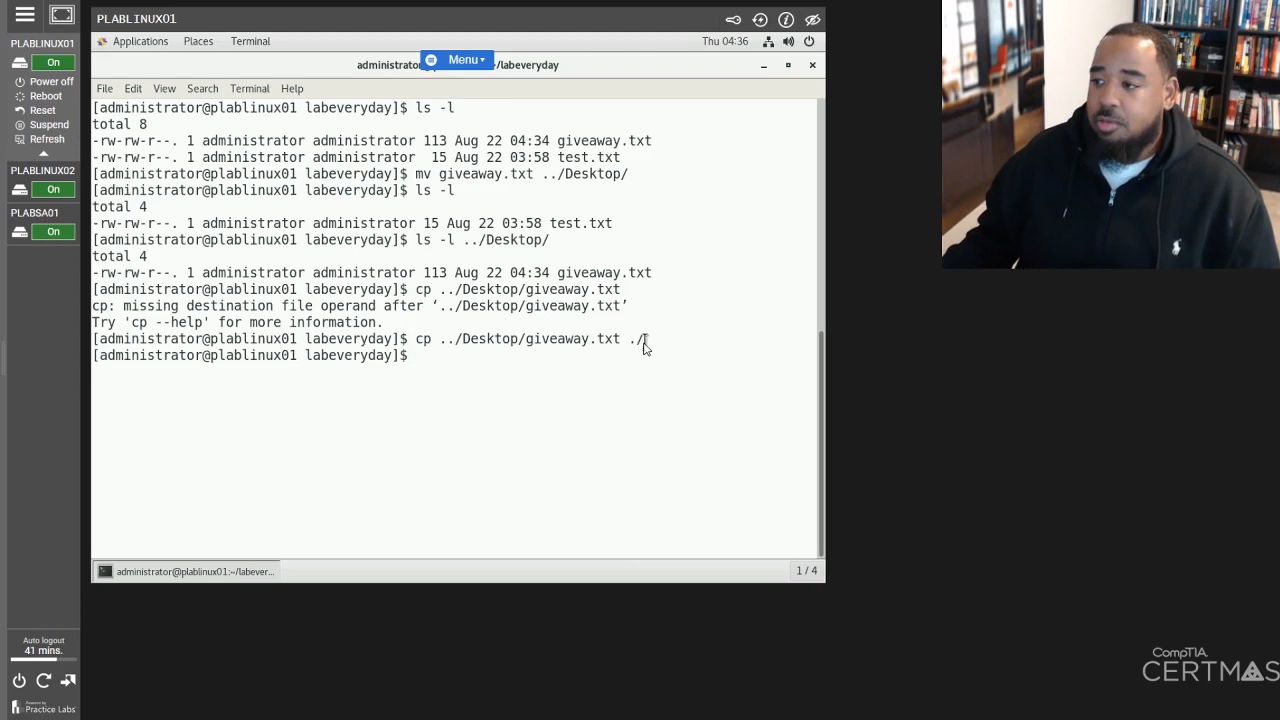 PLABLINUX01
Applications Places Terminal Thu 04:36
Menu
administrator ~/labeveryday
File Edit View Search Terminal Help
[administrator@plablinux01 labeveryday]$ ls -l
total 8
-rw-rw-r--. 1 administrator administrator 113 Aug 22 04:34 giveaway.txt
-rw-rw-r--. 1 administrator administrator  15 Aug 22 03:58 test.txt
[administrator@plablinux01 labeveryday]$ mv giveaway.txt ../Desktop/
[administrator@plablinux01 labeveryday]$ ls -l
total 4
-rw-rw-r--. 1 administrator administrator 15 Aug 22 03:58 test.txt
[administrator@plablinux01 labeveryday]$ ls -l ../Desktop/
total 4
-rw-rw-r--. 1 administrator administrator 113 Aug 22 04:34 giveaway.txt
[administrator@plablinux01 labeveryday]$ cp ../Desktop/giveaway.txt
cp: missing destination file operand after ‘../Desktop/giveaway.txt’
Try 'cp --help' for more information.
[administrator@plablinux01 labeveryday]$ cp ../Desktop/giveaway.txt ./
[administrator@plablinux01 labeveryday]$
administrator@plablinux01:~/labever... 1 / 4
PLABLINUX01
On
Power off
Reboot
Reset
Suspend
Refresh
PLABLINUX02
On
PLABSA01
On
Auto logout
41 mins.
Powered by
Practice Labs
CompTIA.
CERTMAS